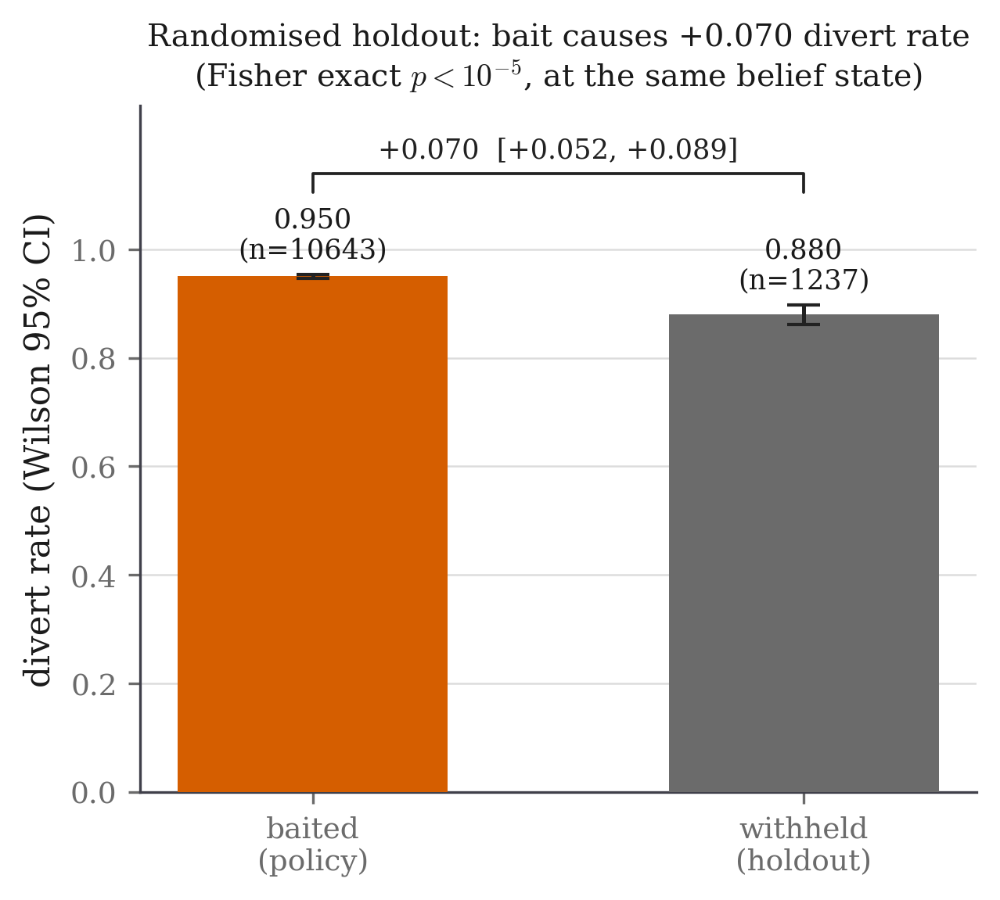 Randomised holdout: bait causes +0.070 divert rate
(Fisher exact p < 10⁻⁵, at the same belief state)
+0.070 [+0.052, +0.089]
0.950
(n=10643)
0.880
(n=1237)
divert rate (Wilson 95% CI)
1.0
0.8
0.6
0.4
0.2
0.0
baited
(policy)
withheld
(holdout)